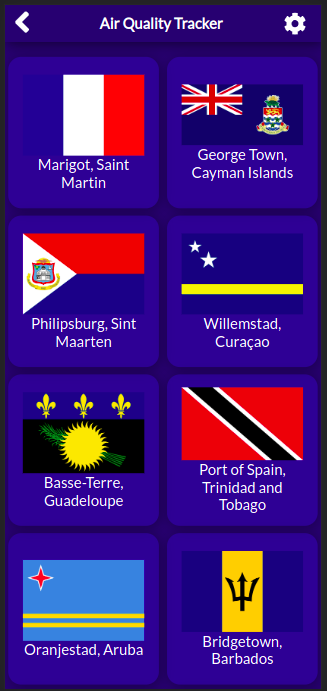 Air Quality Tracker
Marigot, Saint
Martin
George Town,
Cayman Islands
Philipsburg, Sint
Maarten
Willemstad,
Curaçao
Basse-Terre,
Guadeloupe
Port of Spain,
Trinidad and
Tobago
Oranjestad, Aruba
Bridgetown,
Barbados